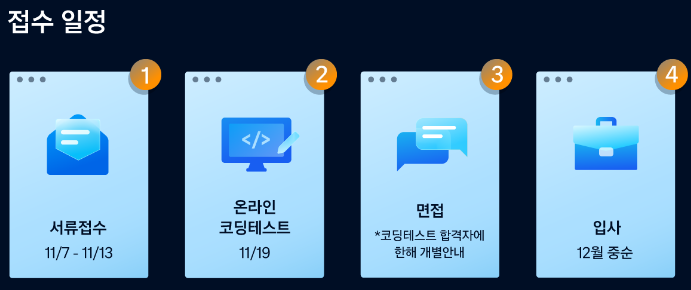 접수 일정
1
서류접수
11/7 - 11/13
2
</>
온라인
코딩테스트
11/19
3
면접
*코딩테스트 합격자에
한해 개별안내
4
입사
12월 중순